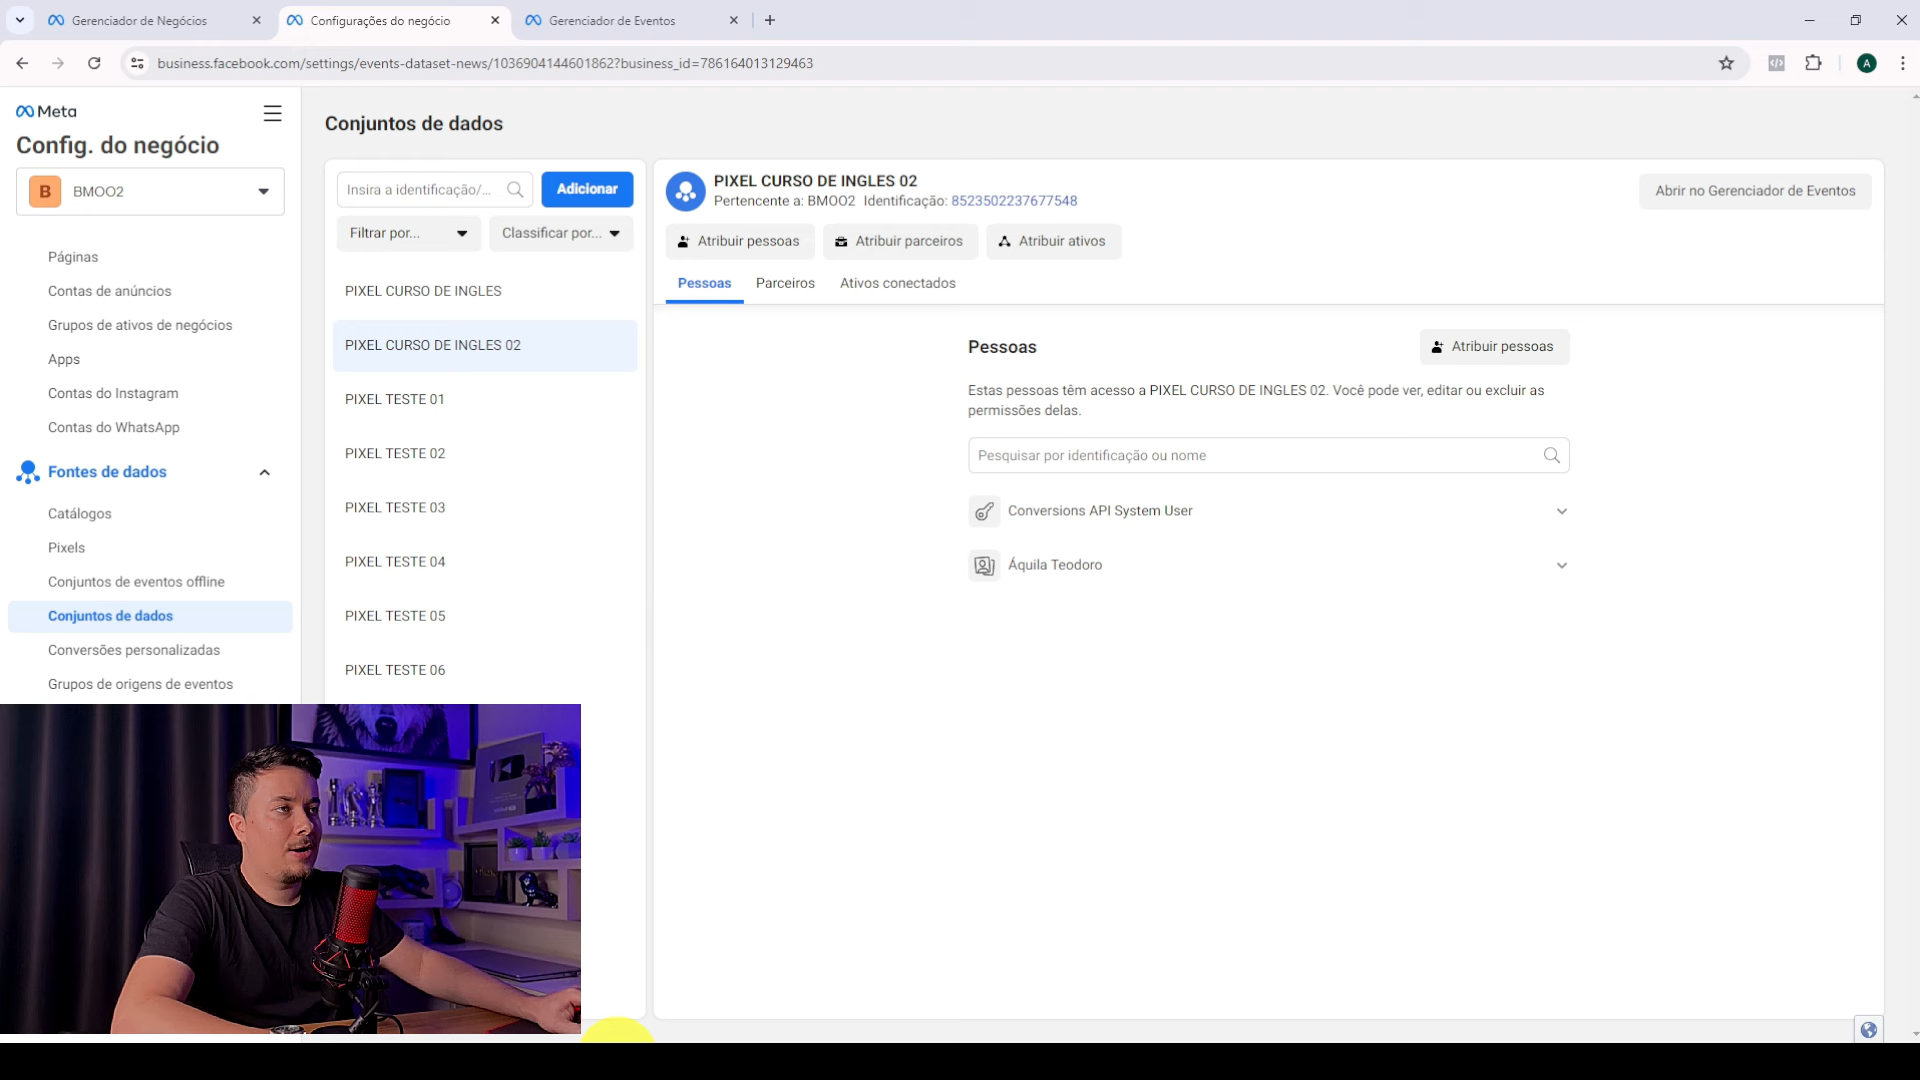 Gerenciador de Negócios
Configurações do negócio
Gerenciador de Eventos
business.facebook.com/settings/events-dataset-news/1036904144601862?business_id=786164013129463
A
Meta
Config. do negócio
B
BMOO2
Páginas
Contas de anúncios
Grupos de ativos de negócios
Apps
Contas do Instagram
Contas do WhatsApp
Fontes de dados
Catálogos
Pixels
Conjuntos de eventos offline
Conjuntos de dados
Conversões personalizadas
Grupos de origens de eventos
Conjuntos de dados
Insira a identificação/...
Adicionar
Filtrar por...
Classificar por...
PIXEL CURSO DE INGLES
PIXEL CURSO DE INGLES 02
PIXEL TESTE 01
PIXEL TESTE 02
PIXEL TESTE 03
PIXEL TESTE 04
PIXEL TESTE 05
PIXEL TESTE 06
PIXEL CURSO DE INGLES 02
Pertencente a: BMOO2 Identificação: 8523502237677548
Abrir no Gerenciador de Eventos
Atribuir pessoas
Atribuir parceiros
Atribuir ativos
Pessoas
Parceiros
Ativos conectados
Pessoas
Atribuir pessoas
Estas pessoas têm acesso a PIXEL CURSO DE INGLES 02. Você pode ver, editar ou excluir as
permissões delas.
Pesquisar por identificação ou nome
Conversions API System User
Áquila Teodoro